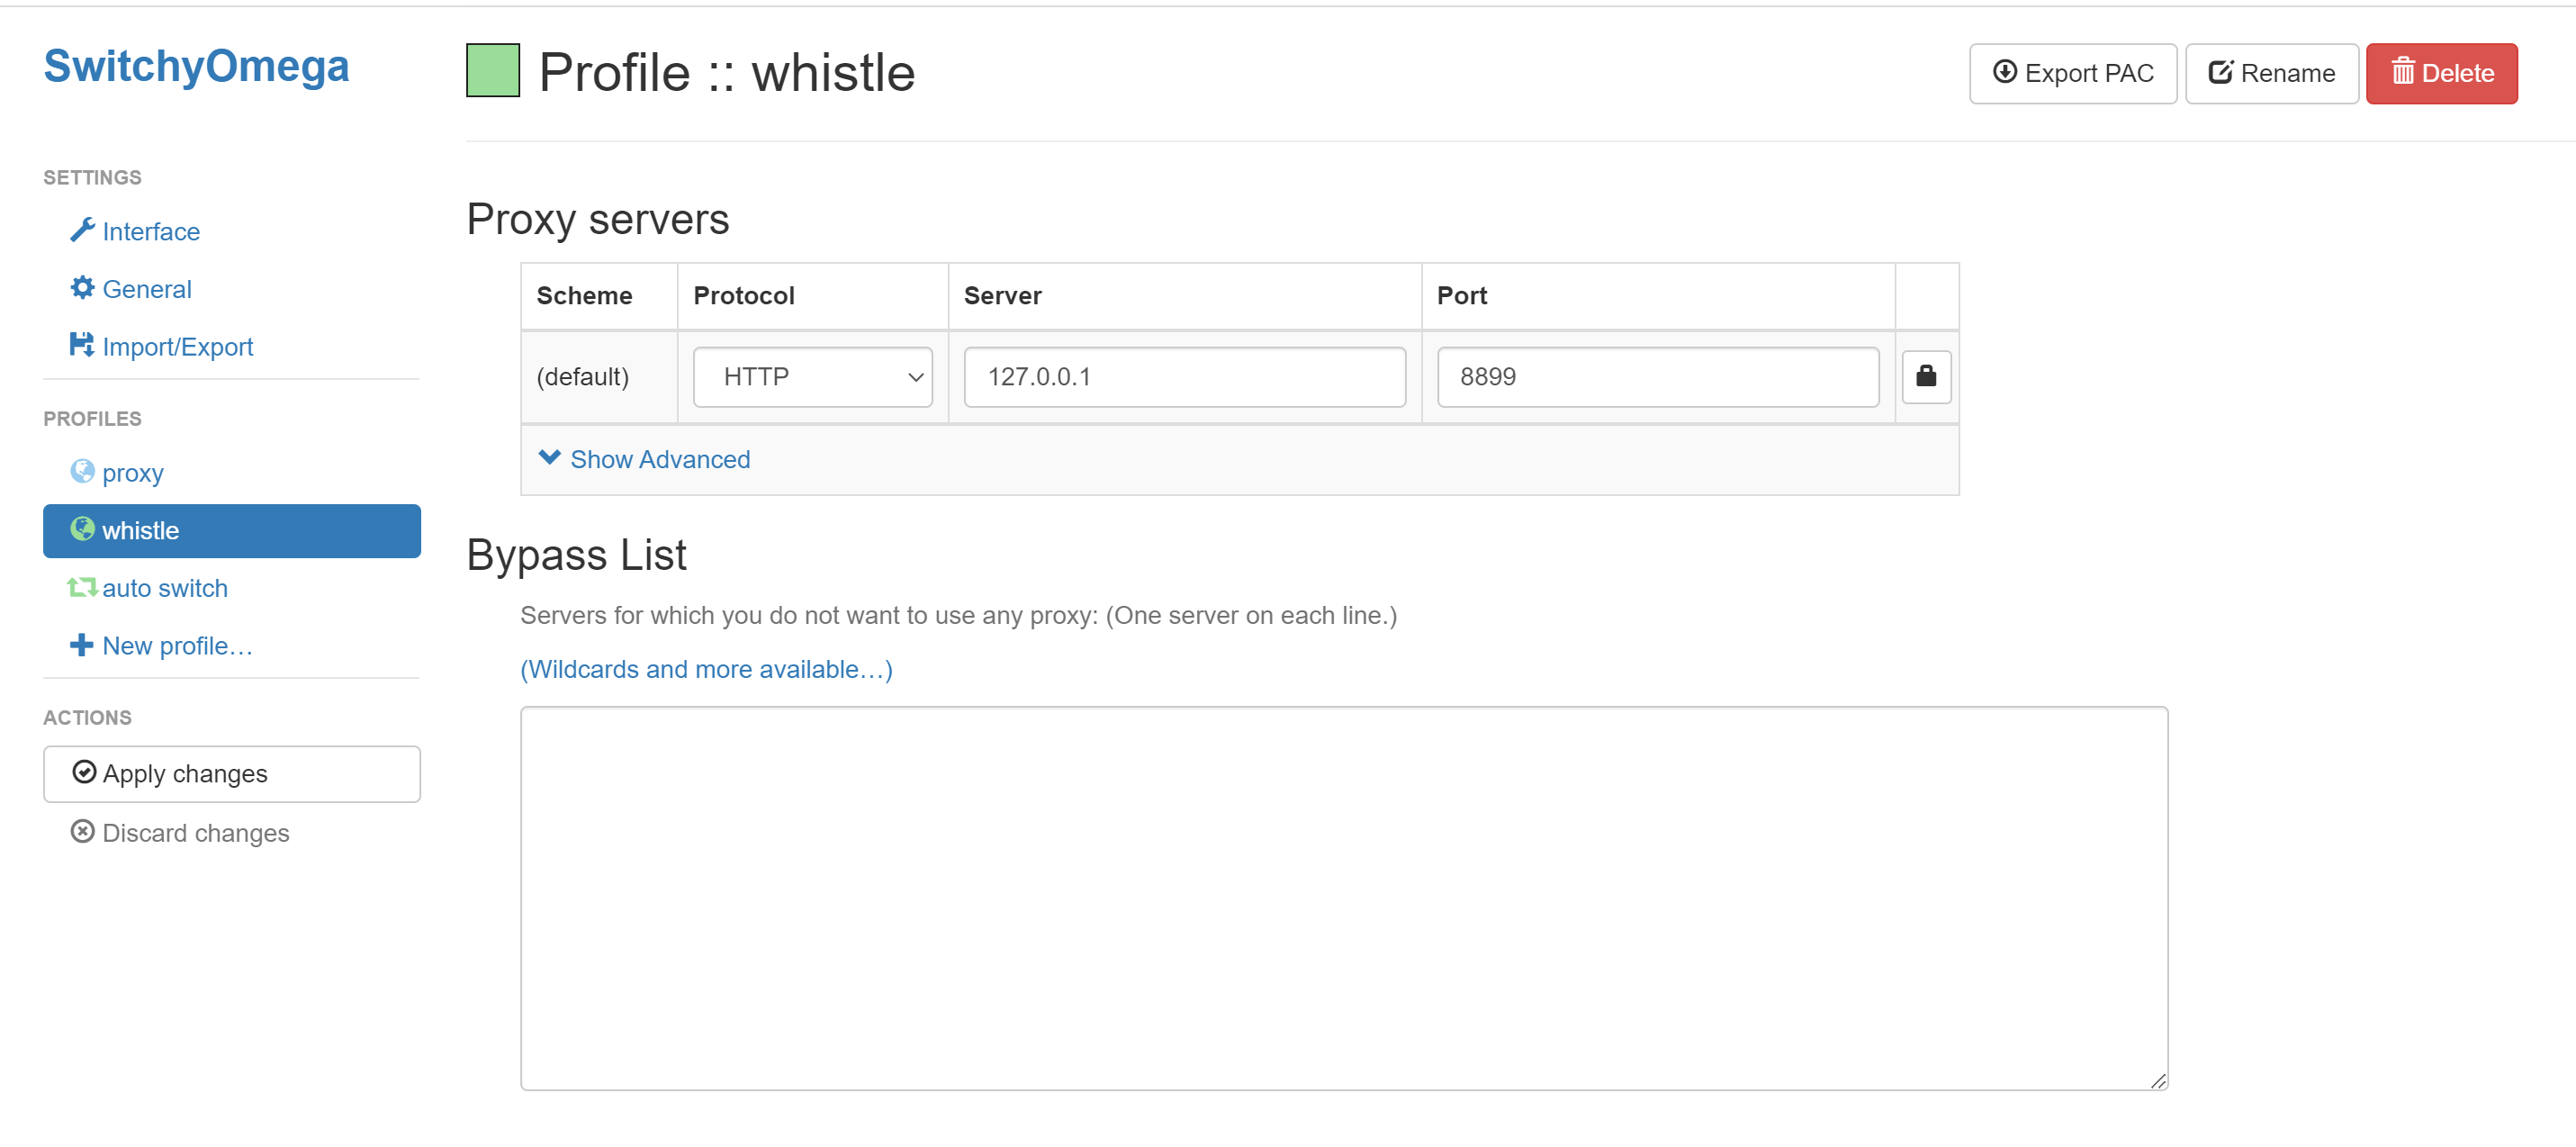 SwitchyOmega
SETTINGS
Interface
General
Import/Export
PROFILES
proxy
whistle
auto switch
New profile…
ACTIONS
Apply changes
Discard changes
Profile :: whistle
Export PAC
Rename
Delete
Proxy servers
Scheme Protocol Server Port
(default) HTTP 127.0.0.1 8899
Show Advanced
Bypass List
Servers for which you do not want to use any proxy: (One server on each line.)
(Wildcards and more available…)